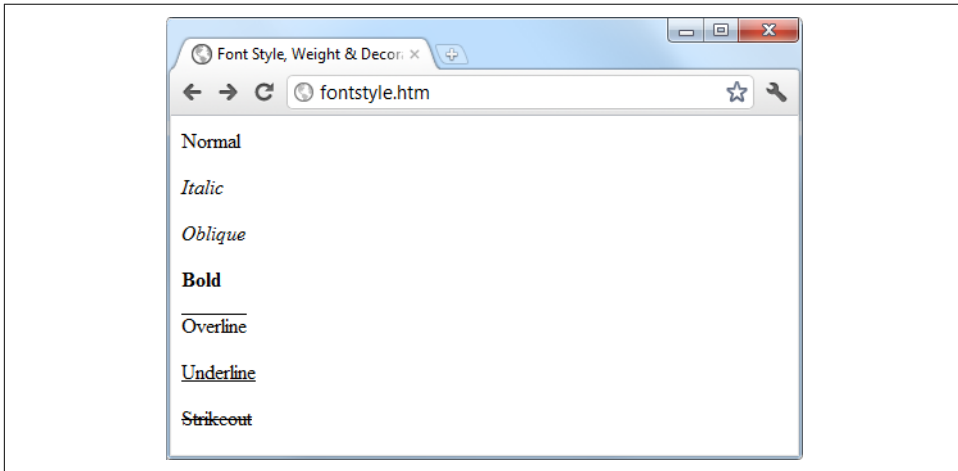 Font Style, Weight & Decor
fontstyle.htm
Normal
Italic
Oblique
Bold
Overline
Underline
Strikeout